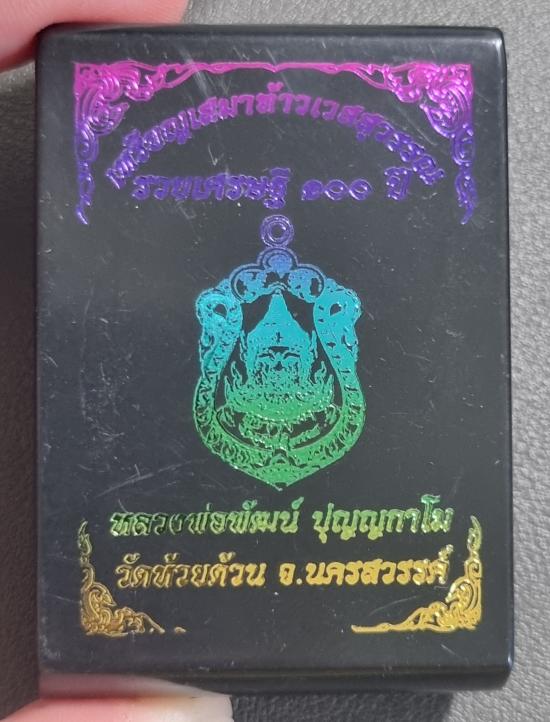 เหรียญเสมาท้าวเวสสุวรรณ
รวยเศรษฐี ๑๐๐ ปี
หลวงพ่อพัฒน์ ปุญญกาโม
วัดห้วยด้วน จ.นครสวรรค์